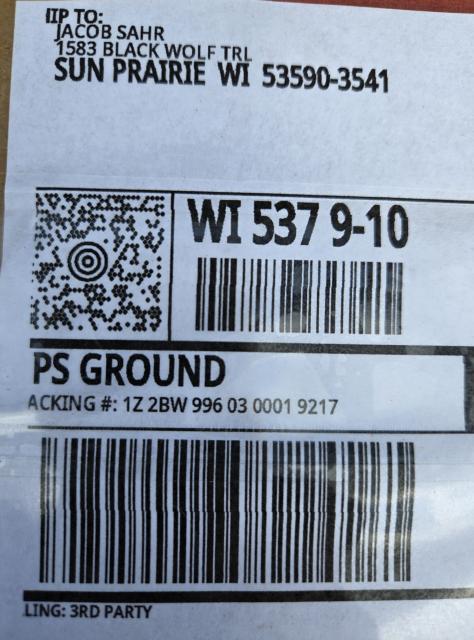 IIP TO:
JACOB SAHR
1583 BLACK WOLF TRL
SUN PRAIRIE WI 53590-3541
WI 537 9-10
PS GROUND
ACKING #: 1Z 2BW 996 03 0001 9217
LING: 3RD PARTY